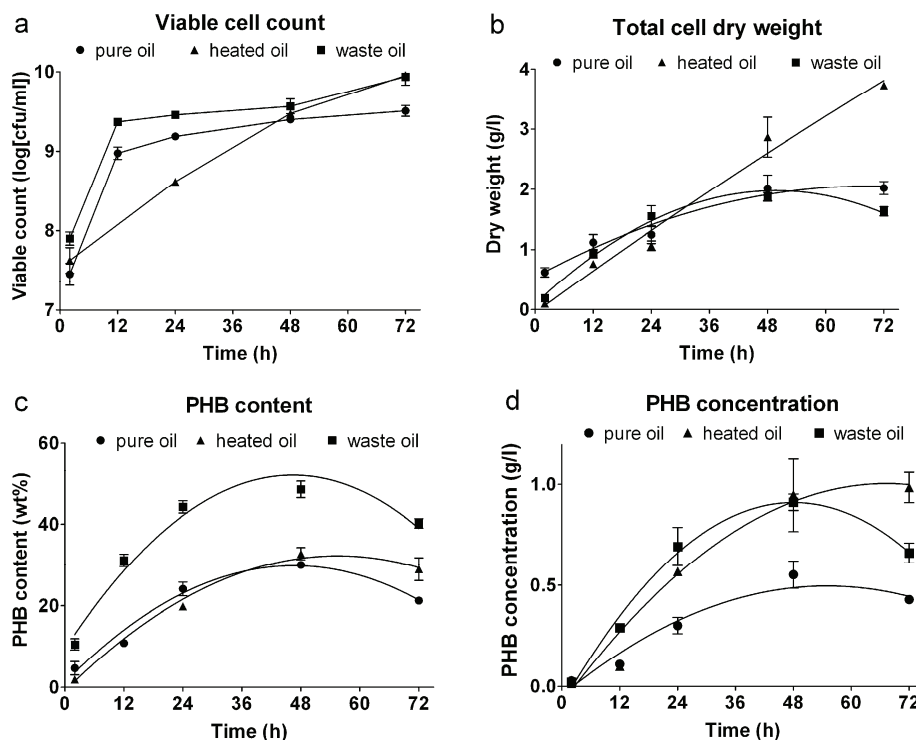 a
Viable cell count
● pure oil ▲ heated oil ■ waste oil
Viable count (log[cfu/ml])
10
9
8
7
0 12 24 36 48 60 72
Time (h)
b
Total cell dry weight
● pure oil ▲ heated oil ■ waste oil
Dry weight (g/l)
4
3
2
1
0
0 12 24 36 48 60 72
Time (h)
c
PHB content
● pure oil ▲ heated oil ■ waste oil
PHB content (wt%)
60
40
20
0
0 12 24 36 48 60 72
Time (h)
d
PHB concentration
● pure oil ▲ heated oil ■ waste oil
PHB concentration (g/l)
1.0
0.5
0.0
0 12 24 36 48 60 72
Time (h)